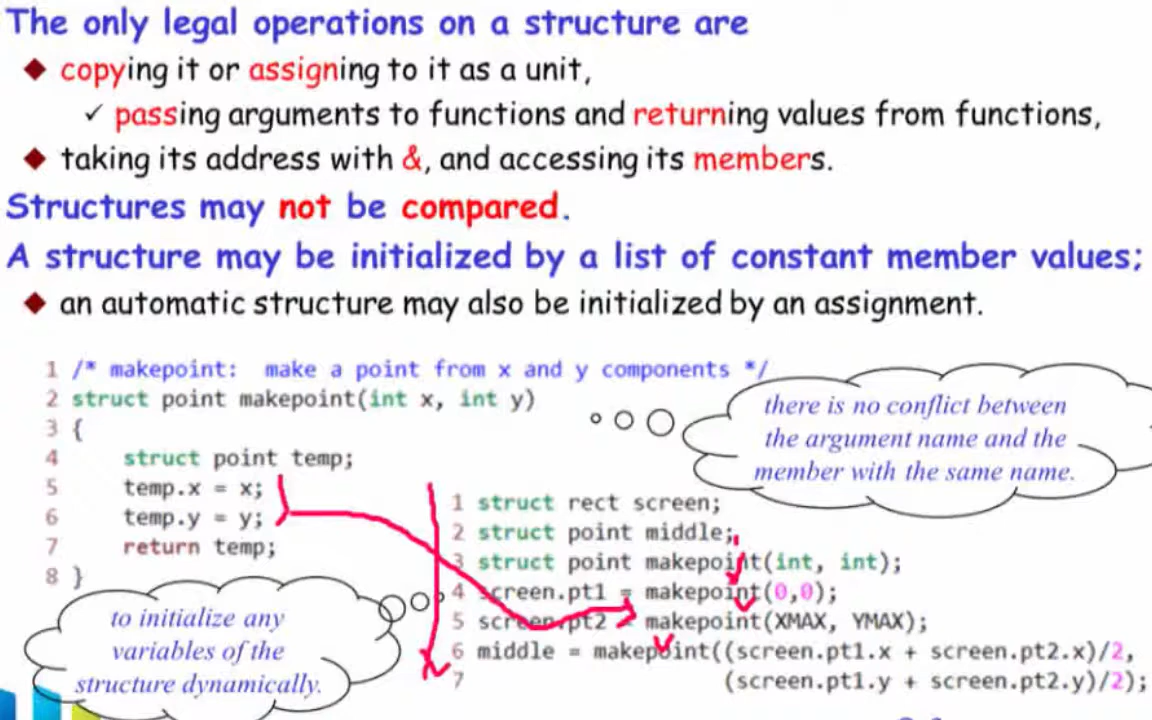 The only legal operations on a structure are
◆ copying it or assigning to it as a unit,
✓ passing arguments to functions and returning values from functions,
◆ taking its address with &, and accessing its members.
Structures may not be compared.
A structure may be initialized by a list of constant member values;
◆ an automatic structure may also be initialized by an assignment.
1 /* makepoint: make a point from x and y components */
2 struct point makepoint(int x, int y)
3 {
4 struct point temp;
5 temp.x = x;
6 temp.y = y;
7 return temp;
8 }
there is no conflict between
the argument name and the
member with the same name.
to initialize any
variables of the
structure dynamically.
1 struct rect screen;
2 struct point middle;
3 struct point makepoint(int, int);
4 screen.pt1 = makepoint(0,0);
5 screen.pt2 = makepoint(XMAX, YMAX);
6 middle = makepoint((screen.pt1.x + screen.pt2.x)/2,
7 (screen.pt1.y + screen.pt2.y)/2);